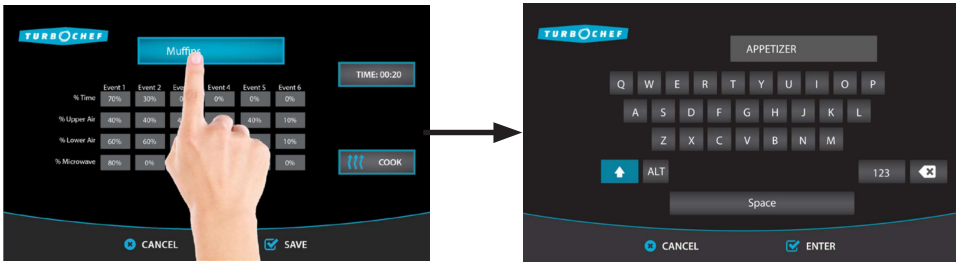 TURBOCHEF
Muffins
TIME: 00:20
Event 1 Event 2 Event 4 Event 5 Event 6
% Time 70% 30% 0% 0% 0%
% Upper Air 40% 40% 40% 10%
% Lower Air 60% 60% 10%
% Microwave 80% 0% 0%
COOK
CANCEL SAVE
TURBOCHEF
APPETIZER
Q W E R T Y U I O P
A S D F G H J K L
Z X C V B N M
ALT 123
Space
CANCEL ENTER